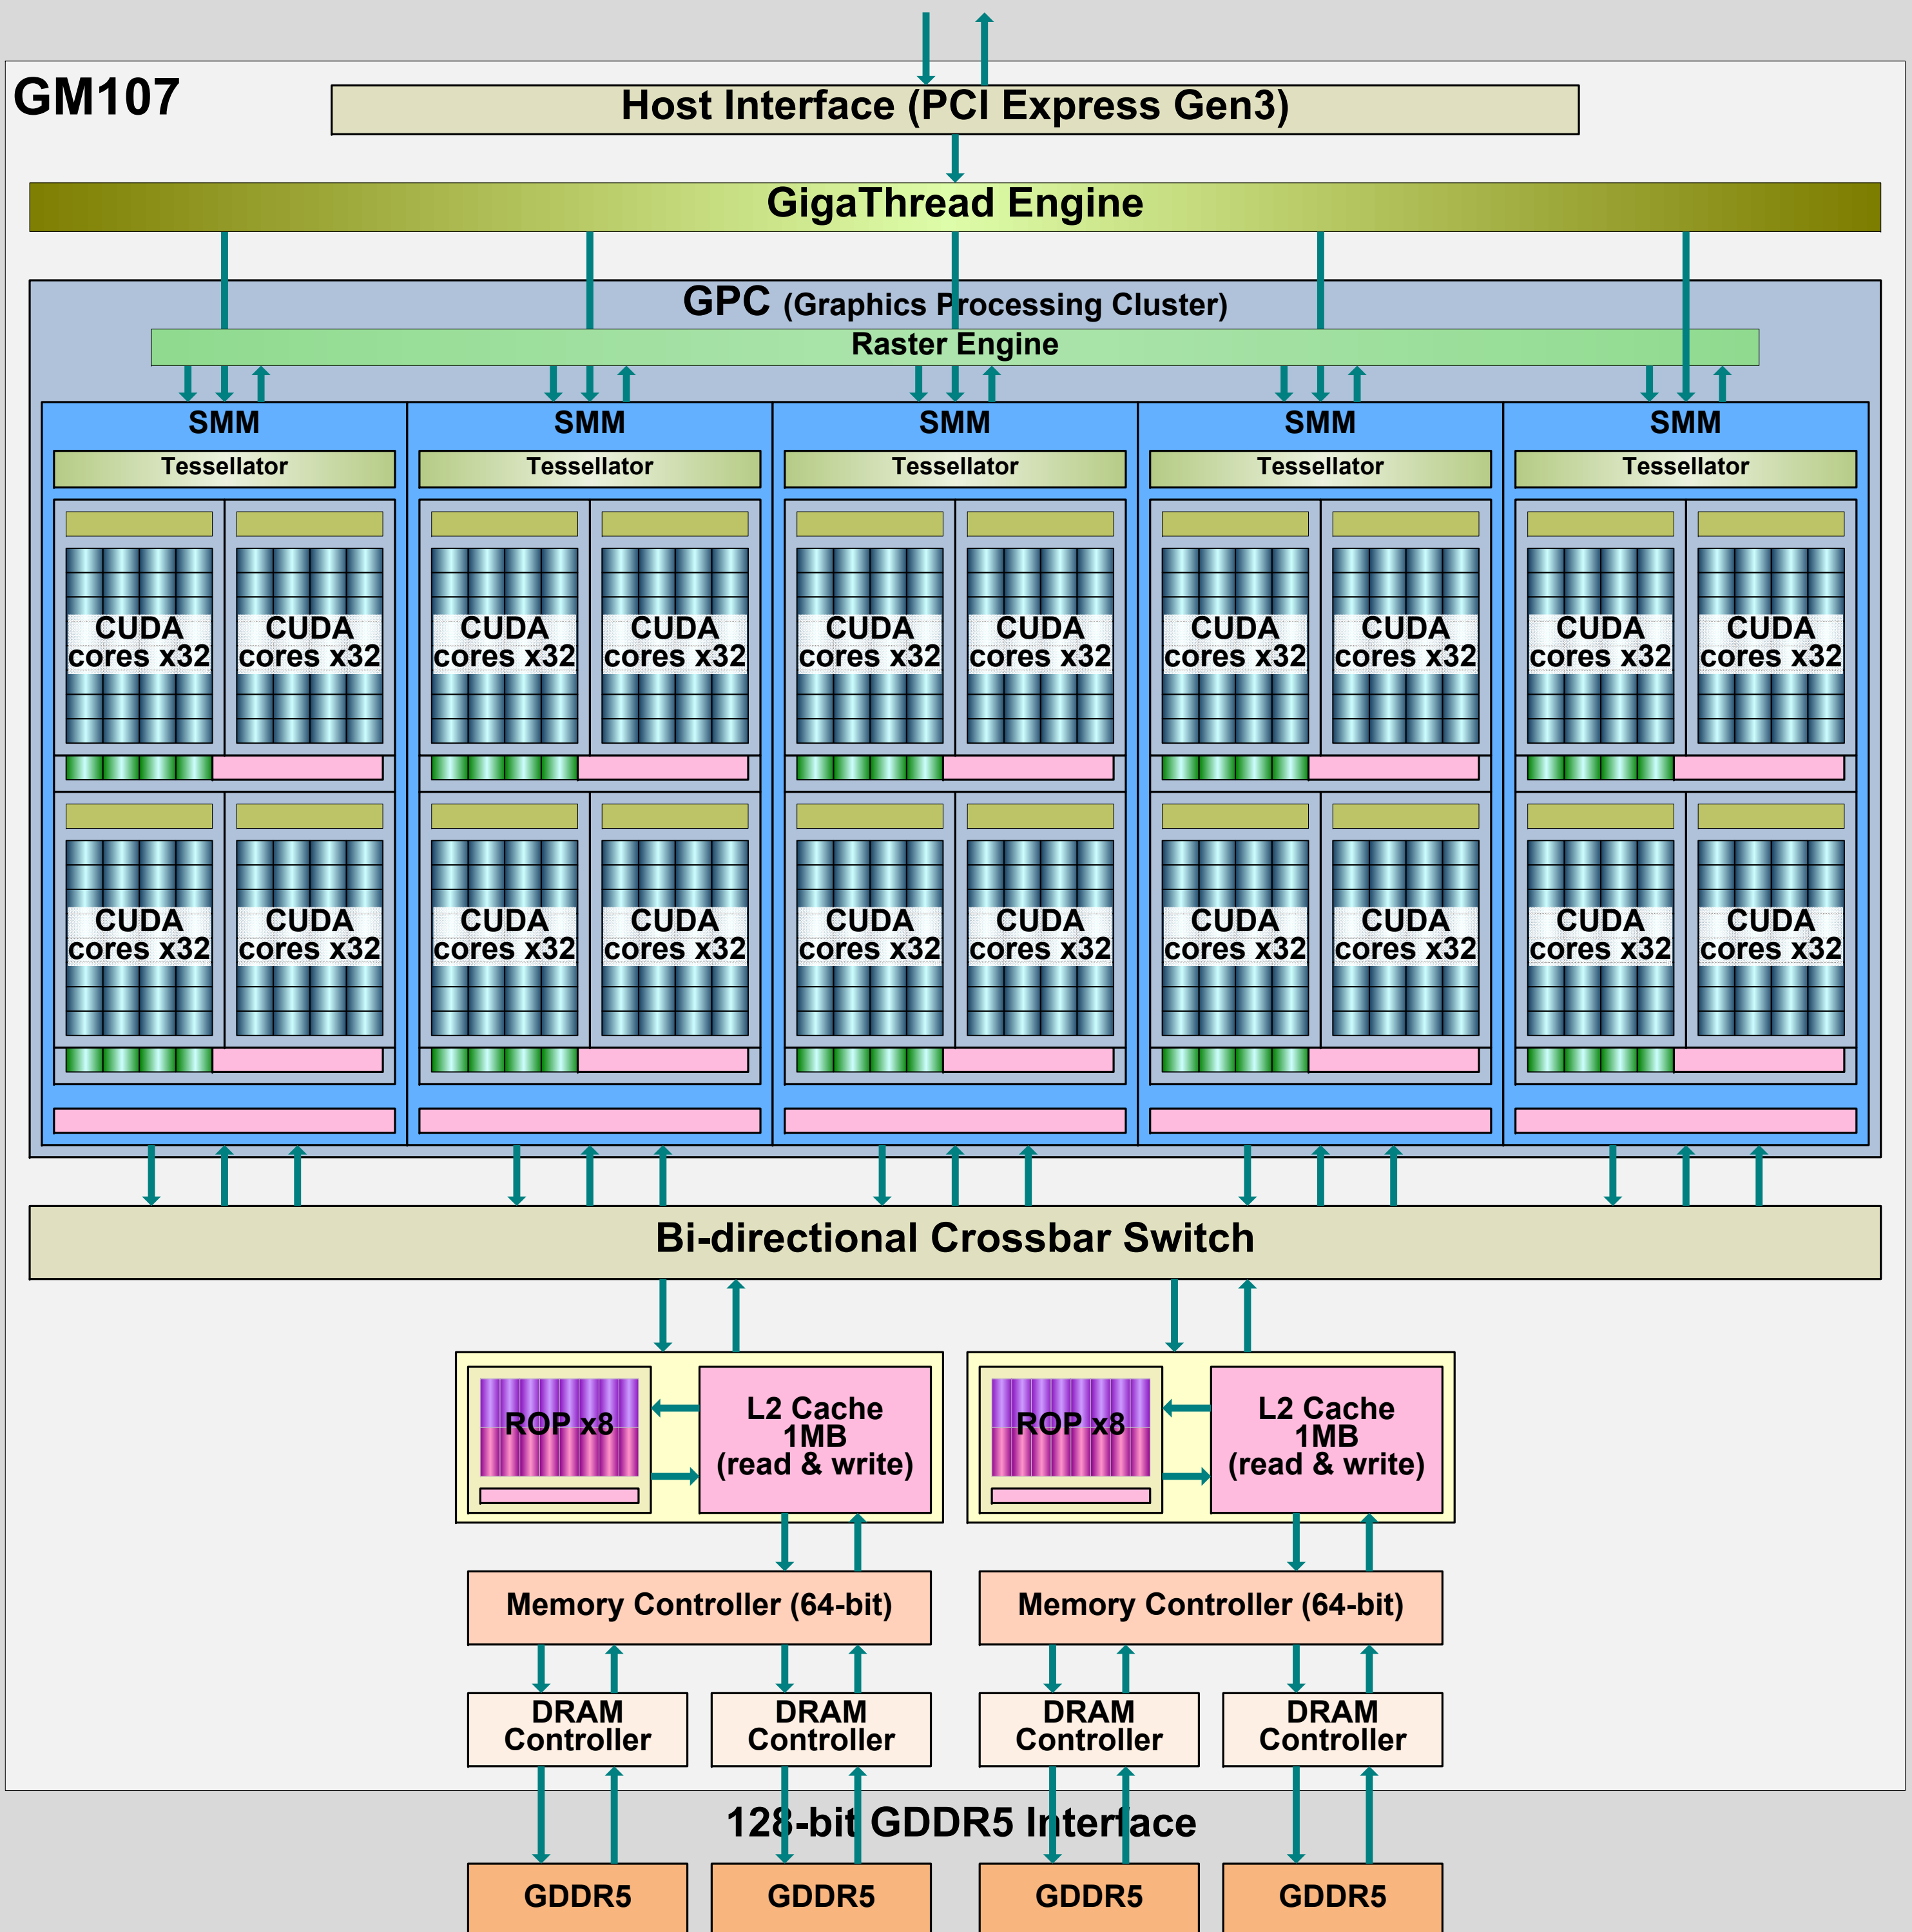 GM107
Host Interface (PCI Express Gen3)
GigaThread Engine
GPC (Graphics Processing Cluster)
Raster Engine
SMM SMM SMM SMM SMM
Tessellator Tessellator Tessellator Tessellator Tessellator
CUDA CUDA CUDA CUDA CUDA CUDA CUDA CUDA CUDA CUDA
cores x32 cores x32 cores x32 cores x32 cores x32 cores x32 cores x32 cores x32 cores x32 cores x32
CUDA CUDA CUDA CUDA CUDA CUDA CUDA CUDA CUDA CUDA
cores x32 cores x32 cores x32 cores x32 cores x32 cores x32 cores x32 cores x32 cores x32 cores x32
Bi-directional Crossbar Switch
ROP x8
L2 Cache
1MB
(read & write)
ROP x8
L2 Cache
1MB
(read & write)
Memory Controller (64-bit) Memory Controller (64-bit)
DRAM DRAM DRAM DRAM
Controller Controller Controller Controller
128-bit GDDR5 Interface
GDDR5 GDDR5 GDDR5 GDDR5